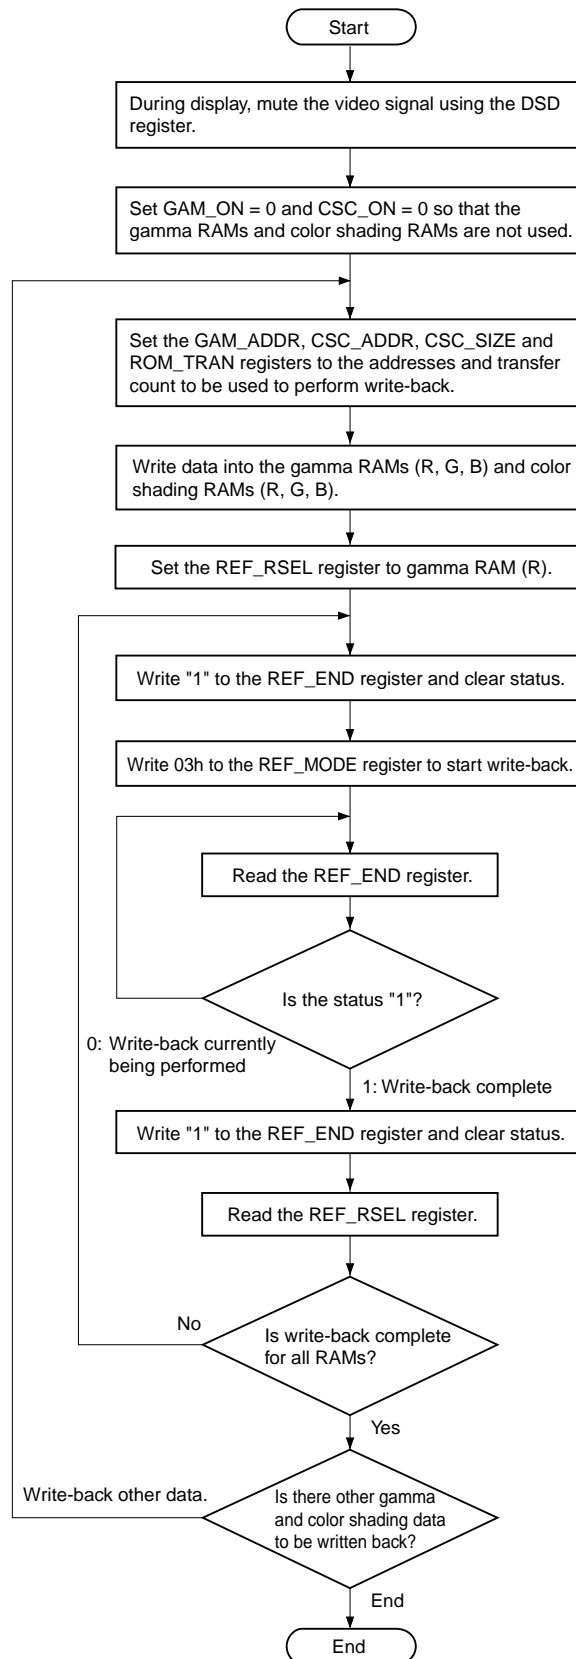 Start
During display, mute the video signal using the DSD
register.
Set GAM_ON = 0 and CSC_ON = 0 so that the
gamma RAMs and color shading RAMs are not used.
Set the GAM_ADDR, CSC_ADDR, CSC_SIZE and
ROM_TRAN registers to the addresses and transfer
count to be used to perform write-back.
Write data into the gamma RAMs (R, G, B) and color
shading RAMs (R, G, B).
Set the REF_RSEL register to gamma RAM (R).
Write "1" to the REF_END register and clear status.
Write 03h to the REF_MODE register to start write-back.
Read the REF_END register.
Is the status "1"?
0: Write-back currently
being performed
1: Write-back complete
Write "1" to the REF_END register and clear status.
Read the REF_RSEL register.
No
Is write-back complete
for all RAMs?
Yes
Write-back other data.
Is there other gamma
and color shading data
to be written back?
End
End